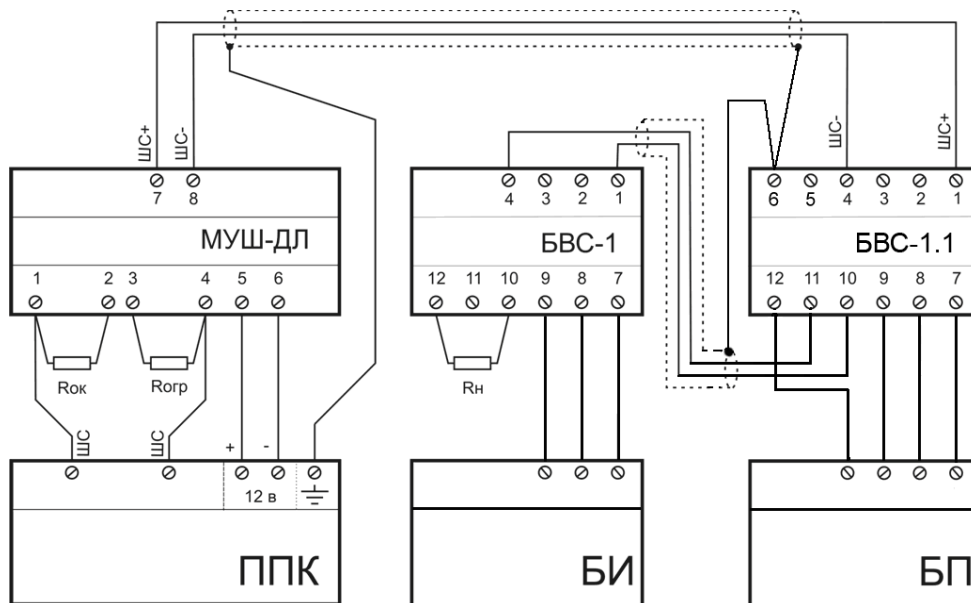 ШС+
ШС-
ШС-
ШС+
7 8
4 3 2 1
6 5 4 3 2 1
МУШ-ДЛ
БВС-1
БВС-1.1
1 2 3 4 5 6
12 11 10 9 8 7
12 11 10 9 8 7
Rок
Rогр
Rн
ШС
ШС
+ -
12 в
ППК
БИ
БП